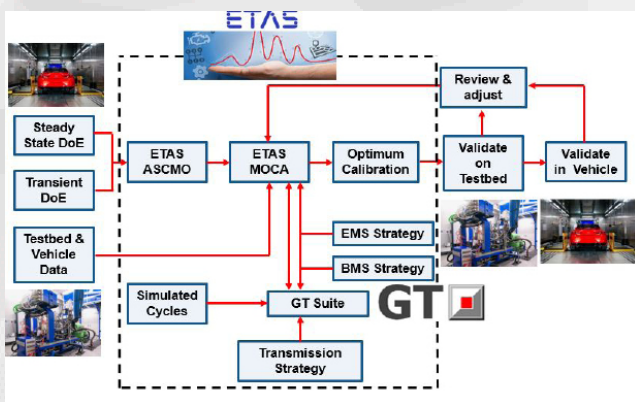 ETAS
Review &
adjust
Steady
State DoE
ETAS
ASCMO
ETAS
MOCA
Optimum
Calibration
Validate
on
Testbed
Validate
in Vehicle
Transient
DoE
Testbed &
Vehicle
Data
EMS Strategy
BMS Strategy
Simulated
Cycles
GT Suite
GT
Transmission
Strategy